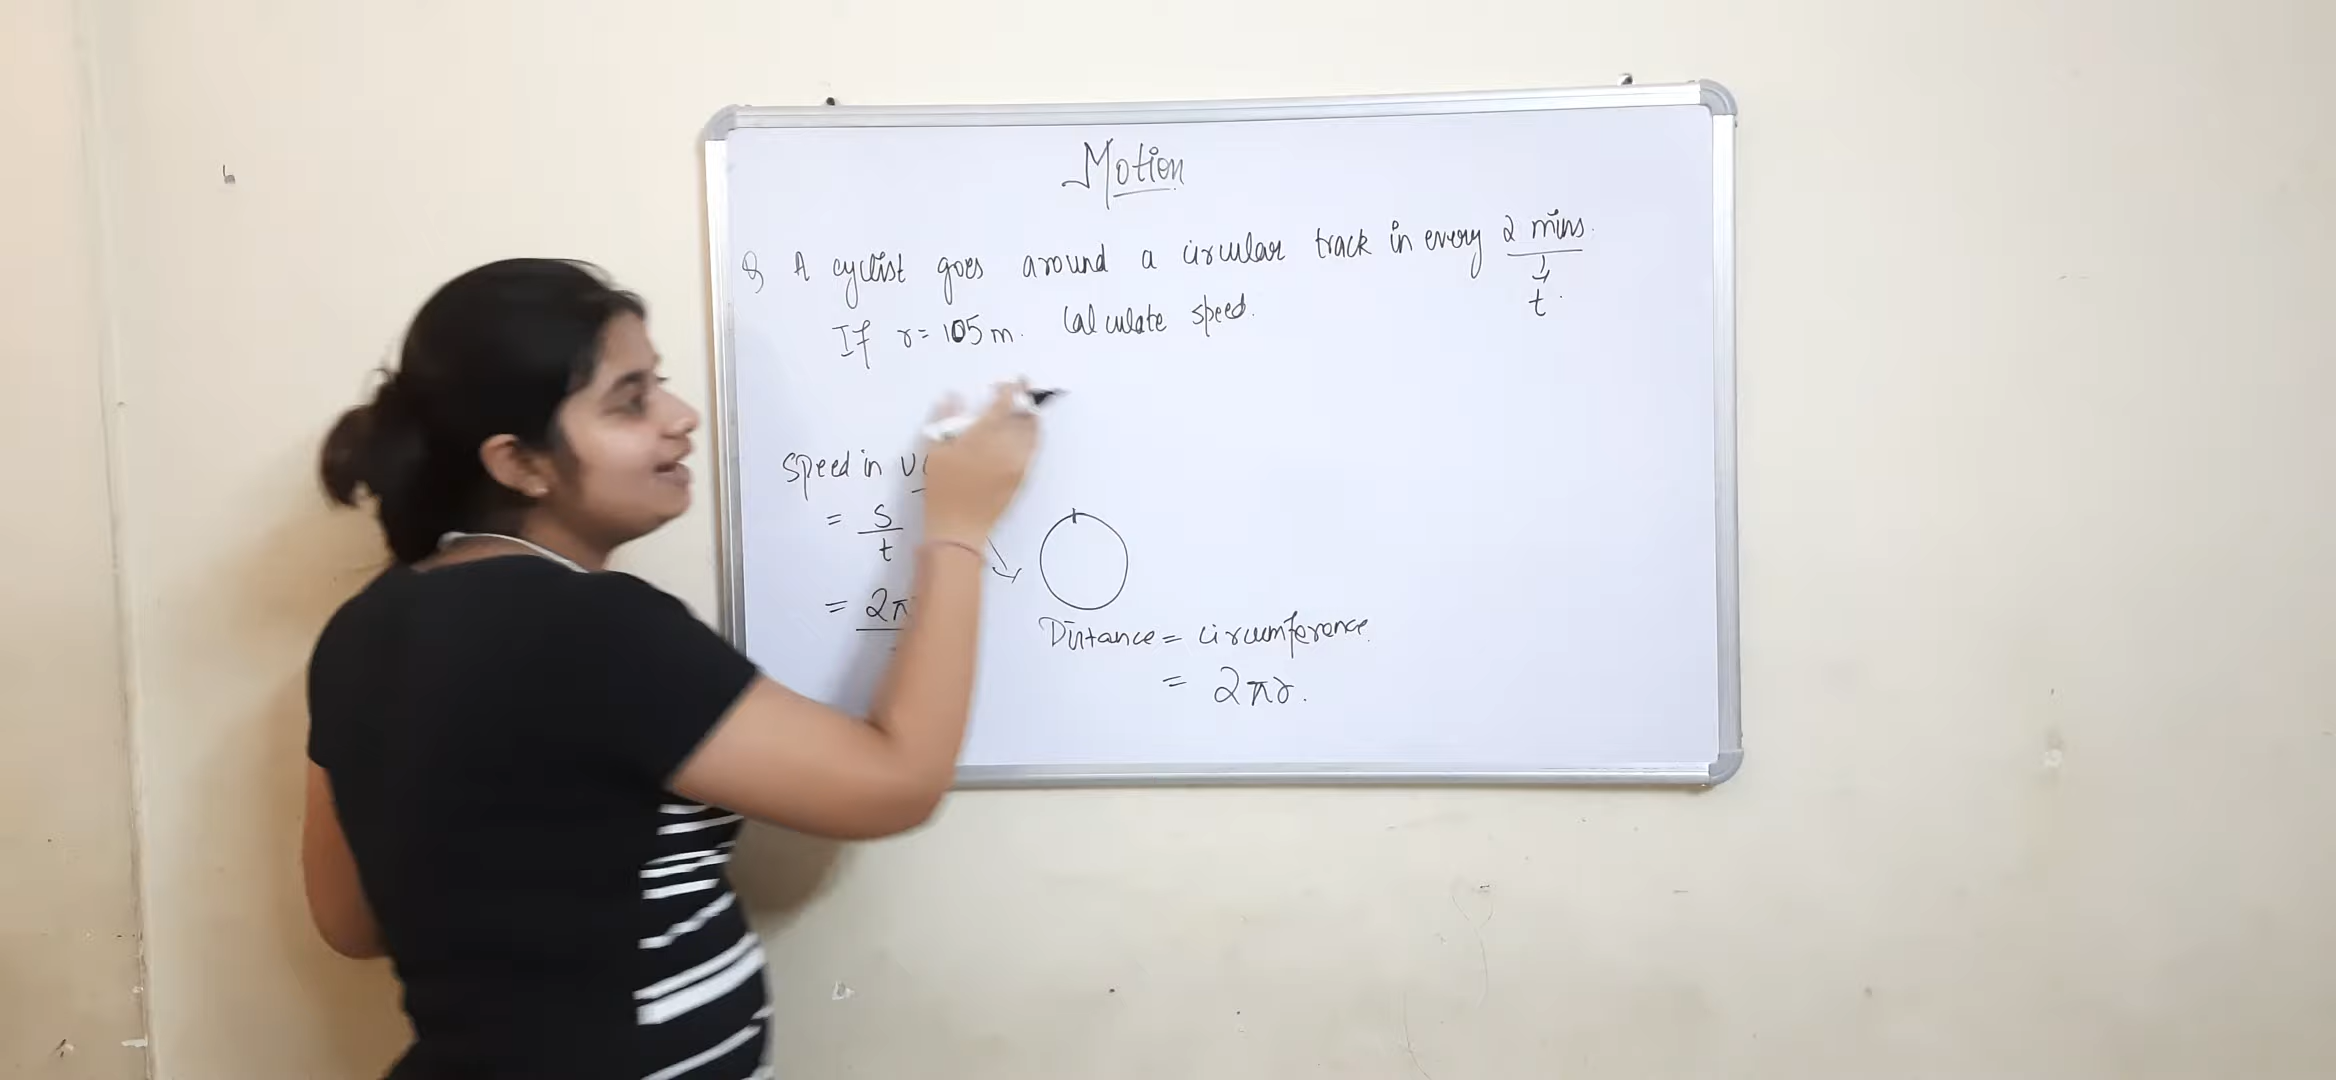 Motion
Q A cyclist goes around a circular track in every 2 mins.
t.
If r = 105 m. Calculate speed.
Speed in
= s
t
= 2π
Distance = circumference.
= 2πr.